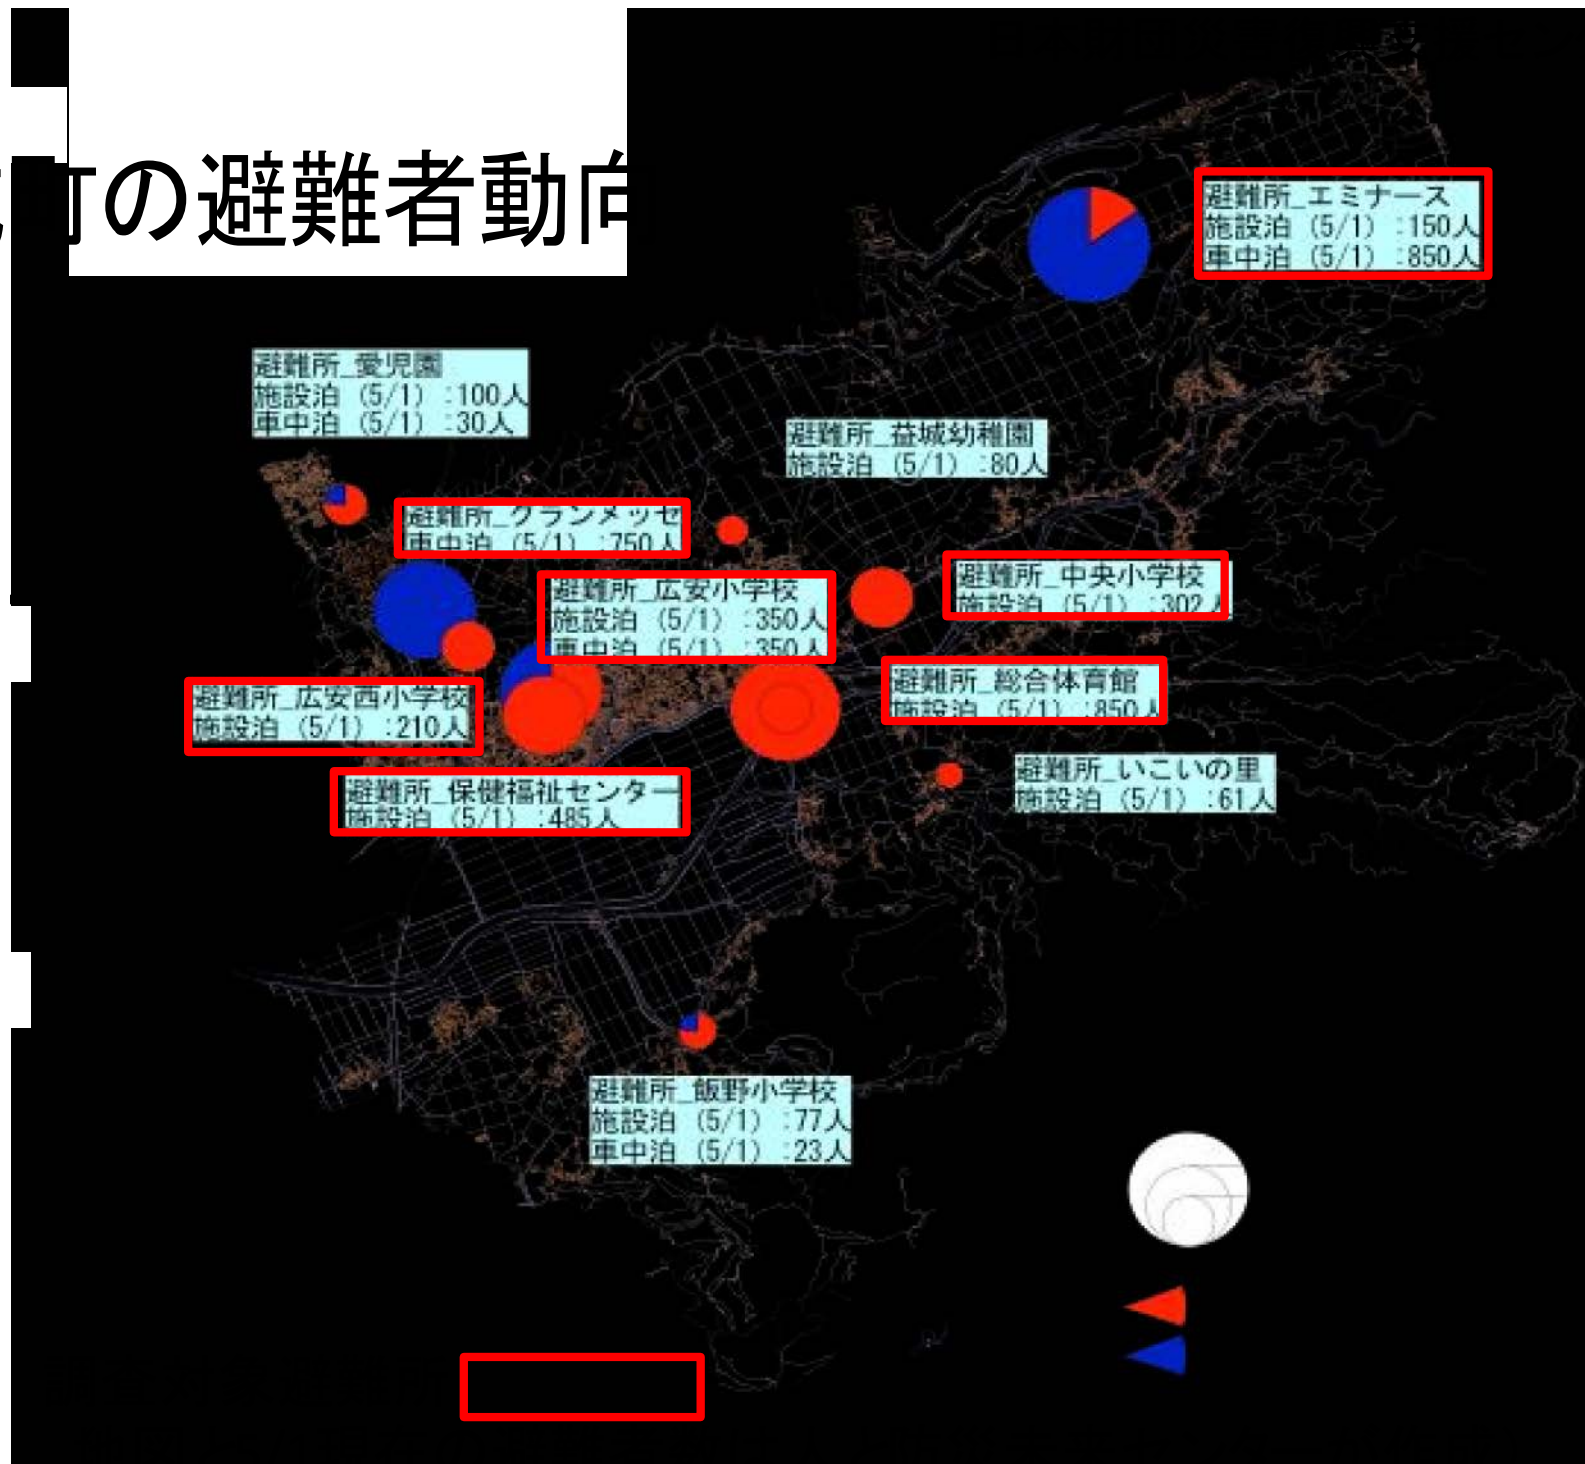 町の避難者動向
避難所_エミナース
施設泊 (5/1) :150人
車中泊 (5/1) :850人
避難所_愛児園
施設泊 (5/1) :100人
車中泊 (5/1) :30人
避難所_益城幼稚園
施設泊 (5/1) :80人
避難所_グランメッセ
車中泊 (5/1) :750人
避難所_広安小学校
施設泊 (5/1) :350人
車中泊 (5/1) :350人
避難所_中央小学校
施設泊 (5/1) :302人
避難所_広安西小学校
施設泊 (5/1) :210人
避難所_総合体育館
施設泊 (5/1) :850人
避難所_保健福祉センター
施設泊 (5/1) :485人
避難所_いこいの里
施設泊 (5/1) :61人
避難所_飯野小学校
施設泊 (5/1) :77人
車中泊 (5/1) :23人